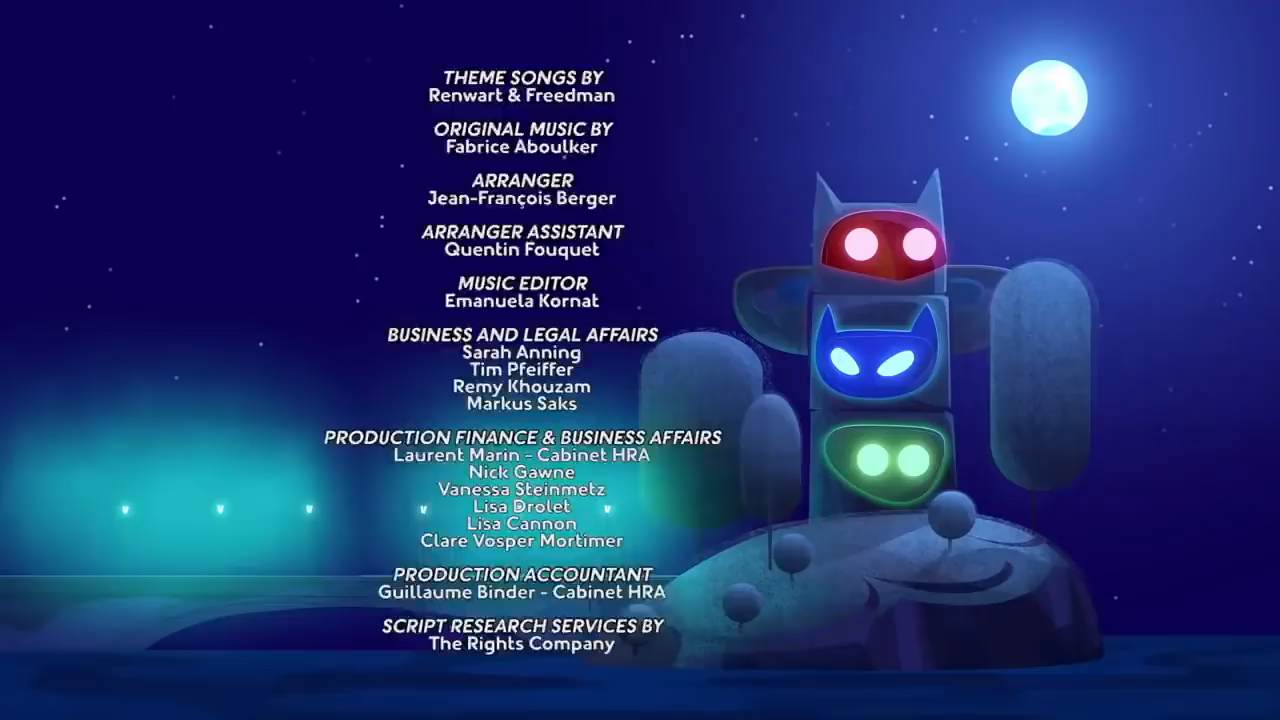 THEME SONGS BY
Renwart & Freedman
ORIGINAL MUSIC BY
Fabrice Aboulker
ARRANGER
Jean-François Berger
ARRANGER ASSISTANT
Quentin Fouquet
MUSIC EDITOR
Emanuela Kornat
BUSINESS AND LEGAL AFFAIRS
Sarah Anning
Tim Pfeiffer
Remy Khouzam
Markus Saks
PRODUCTION FINANCE & BUSINESS AFFAIRS
Laurent Marin - Cabinet HRA
Nick Gawne
Vanessa Steinmetz
Lisa Drolet
Lisa Cannon
Clare Vosper Mortimer
PRODUCTION ACCOUNTANT
Guillaume Binder - Cabinet HRA
SCRIPT RESEARCH SERVICES BY
The Rights Company